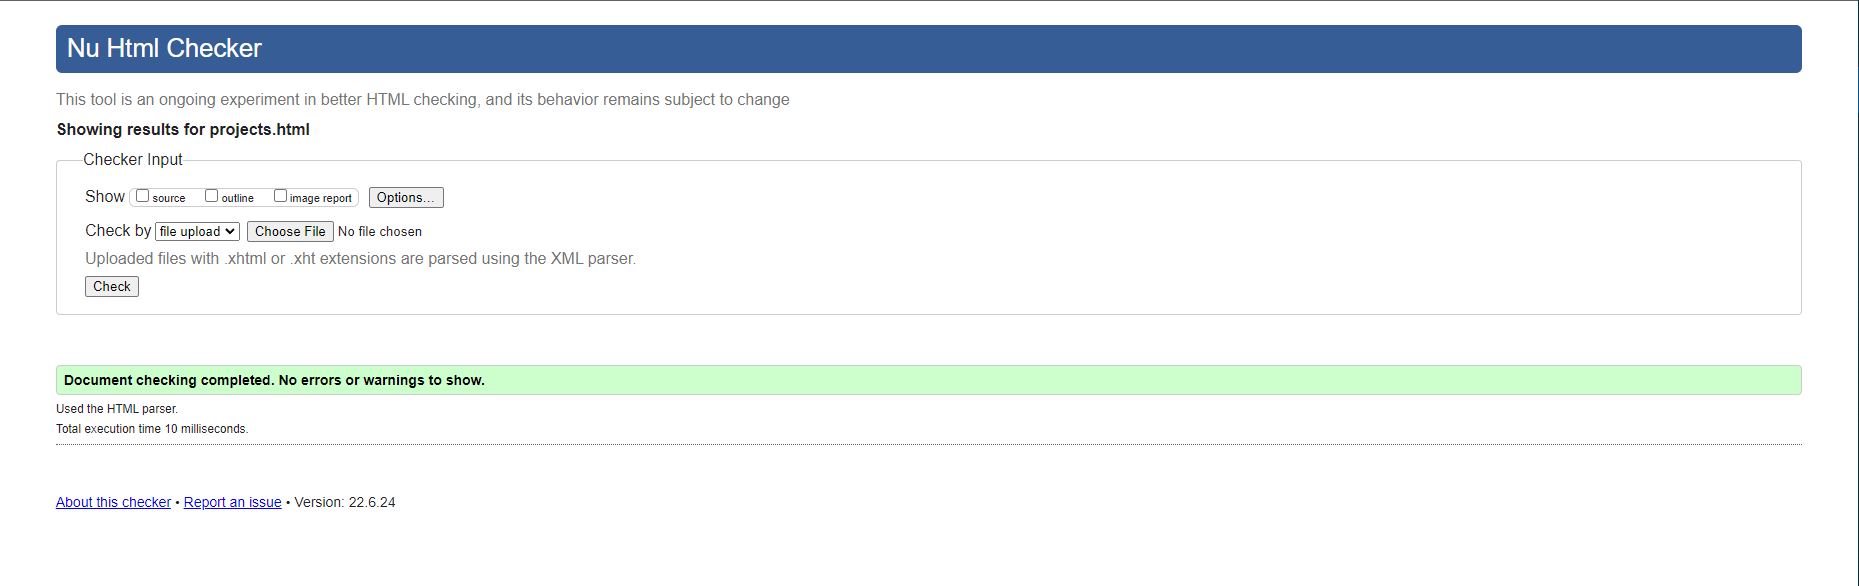 Nu Html Checker
This tool is an ongoing experiment in better HTML checking, and its behavior remains subject to change
Showing results for projects.html
Checker Input
Show source outline image report Options...
Check by file upload Choose File No file chosen
Uploaded files with .xhtml or .xht extensions are parsed using the XML parser.
Check
Document checking completed. No errors or warnings to show.
Used the HTML parser.
Total execution time 10 milliseconds.
About this checker • Report an issue • Version: 22.6.24